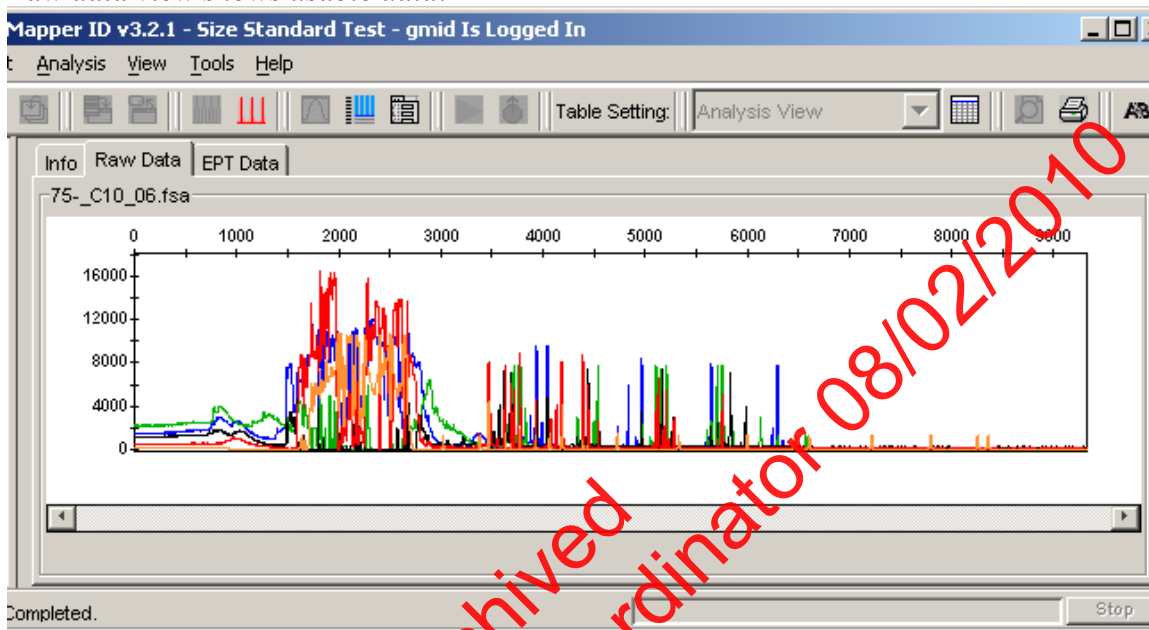 Mapper ID v3.2.1 - Size Standard Test - gmid Is Logged In
Analysis View Tools Help
Table Setting: Analysis View
Info Raw Data EPT Data
75-_C10_06.fsa
0 1000 2000 3000 4000 5000 6000 7000 8000 9000
16000
12000
8000
4000
0
Completed. Stop
hived
rdinator 08/02/2010